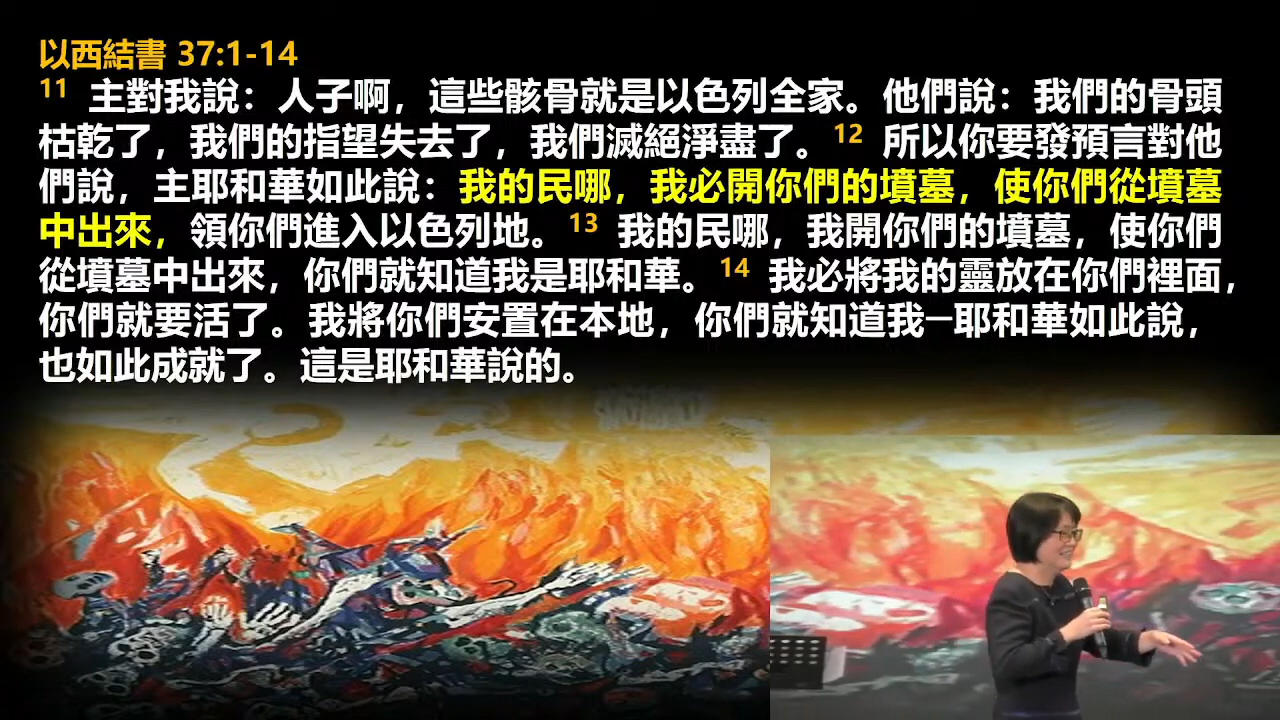 以西結書 37:1-14
11 主對我說：人子啊，這些骸骨就是以色列全家。他們說：我們的骨頭
枯乾了，我們的指望失去了，我們滅絕淨盡了。12 所以你要發預言對他
們說，主耶和華如此說：我的民哪，我必開你們的墳墓，使你們從墳墓
中出來，領你們進入以色列地。13 我的民哪，我開你們的墳墓，使你們
從墳墓中出來，你們就知道我是耶和華。14 我必將我的靈放在你們裡面，
你們就要活了。我將你們安置在本地，你們就知道我─耶和華如此說，
也如此成就了。這是耶和華說的。